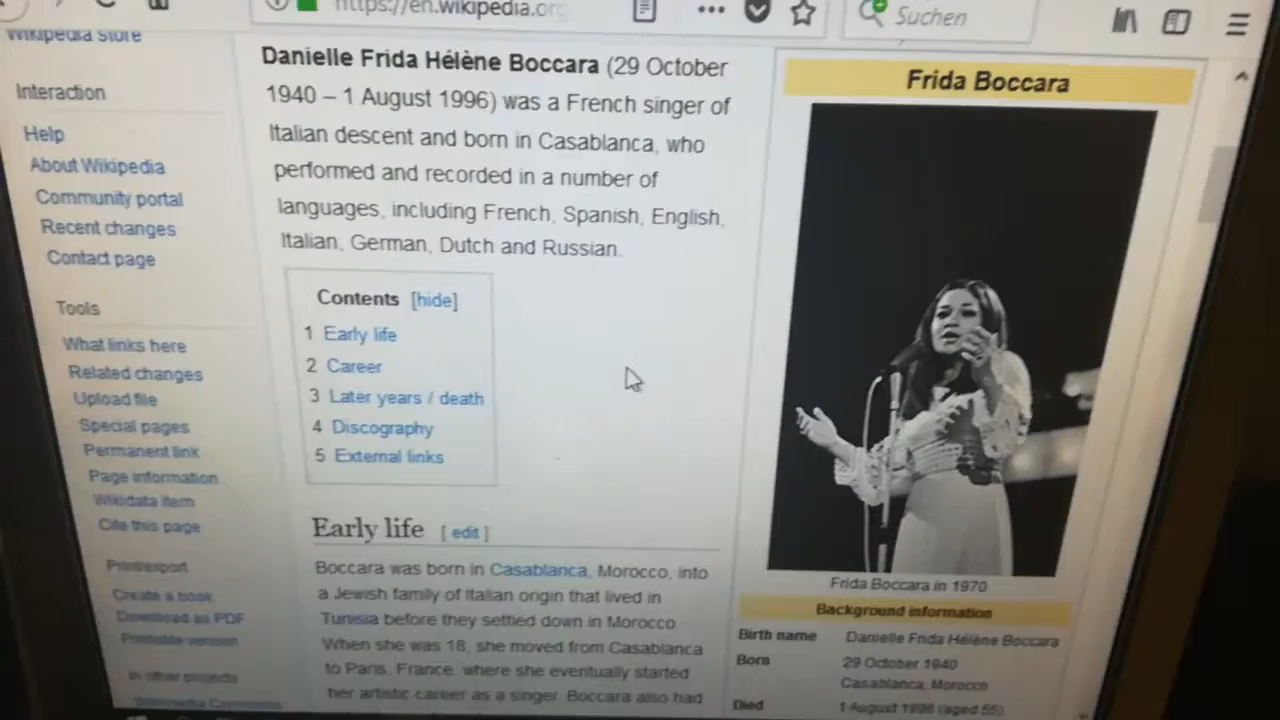 https://en.wikipedia.org
Suchen
Wikipedia store
Interaction
Help
About Wikipedia
Community portal
Recent changes
Contact page
Tools
What links here
Related changes
Upload file
Special pages
Permanent link
Page information
Wikidata item
Cite this page
Print/export
Create a book
Download as PDF
Printable version
In other projects
Wikimedia Commons
Danielle Frida Hélène Boccara (29 October
1940 – 1 August 1996) was a French singer of
Italian descent and born in Casablanca, who
performed and recorded in a number of
languages, including French, Spanish, English,
Italian, German, Dutch and Russian.
Contents [hide]
1 Early life
2 Career
3 Later years / death
4 Discography
5 External links
Early life [ edit ]
Boccara was born in Casablanca, Morocco, into
a Jewish family of Italian origin that lived in
Tunisia before they settled down in Morocco
When she was 18, she moved from Casablanca
to Paris, France, where she eventually started
her artistic career as a singer. Boccara also had
Frida Boccara
Frida Boccara in 1970
Background information
Birth name Danielle Frida Hélène Boccara
Born 29 October 1940
Casablanca, Morocco
Died 1 August 1996 (aged 55)